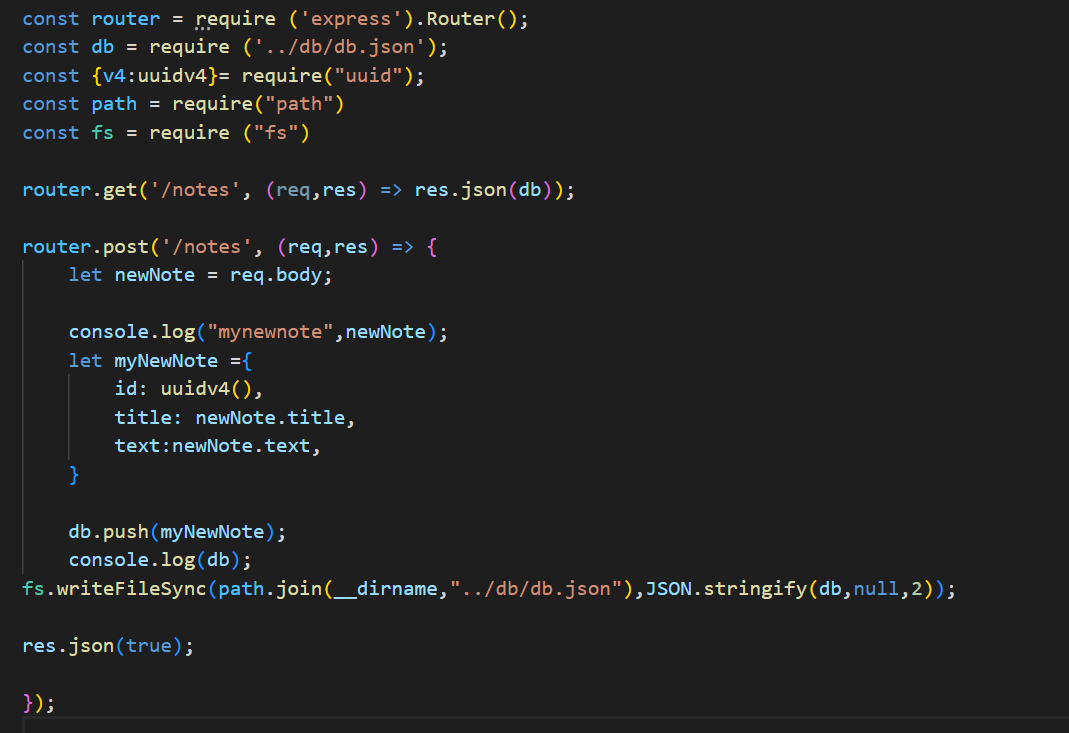 const router = require ('express').Router();
const db = require ('../db/db.json');
const {v4:uuidv4}= require("uuid");
const path = require("path")
const fs = require ("fs")

router.get('/notes', (req,res) => res.json(db));

router.post('/notes', (req,res) => {
    let newNote = req.body;

    console.log("mynewnote",newNote);
    let myNewNote ={
        id: uuidv4(),
        title: newNote.title,
        text:newNote.text,
    }

    db.push(myNewNote);
    console.log(db);
fs.writeFileSync(path.join(__dirname,"../db/db.json"),JSON.stringify(db,null,2));

res.json(true);

});